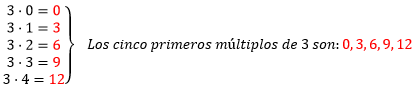 3 · 0 = 0
3 · 1 = 3
3 · 2 = 6
3 · 3 = 9
3 · 4 = 12
Los cinco primeros múltiplos de 3 son: 0, 3, 6, 9, 12